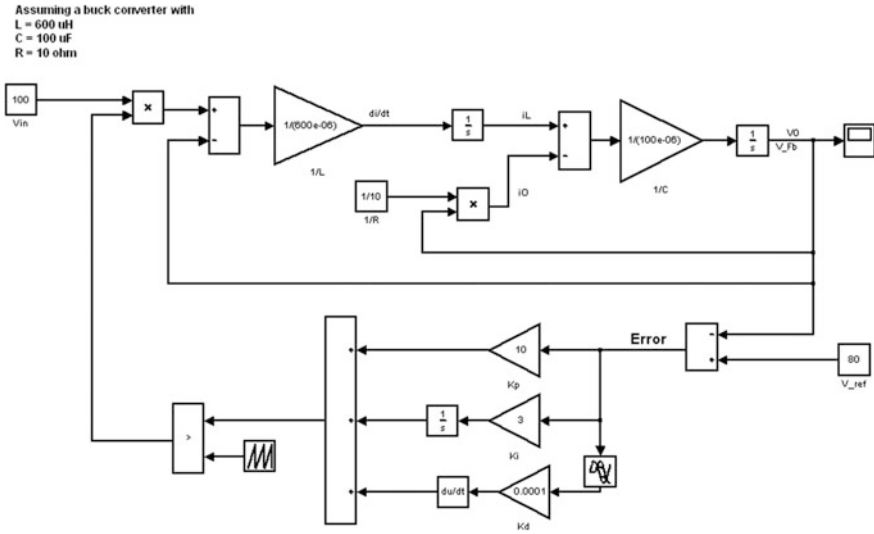 Assuming a buck converter with
L = 600 uH
C = 100 uF
R = 10 ohm
100
Vin
×
+
-
1/(600e-06)
1/L
di/dt
1
s
iL
+
-
1/(100e-06)
1/C
1
s
V0
V_Fb
1/10
1/R
×
iO
+
+
+
10
Kp
Error
-
+
80
V_ref
1
s
3
Ki
>
du/dt
0.0001
Kd